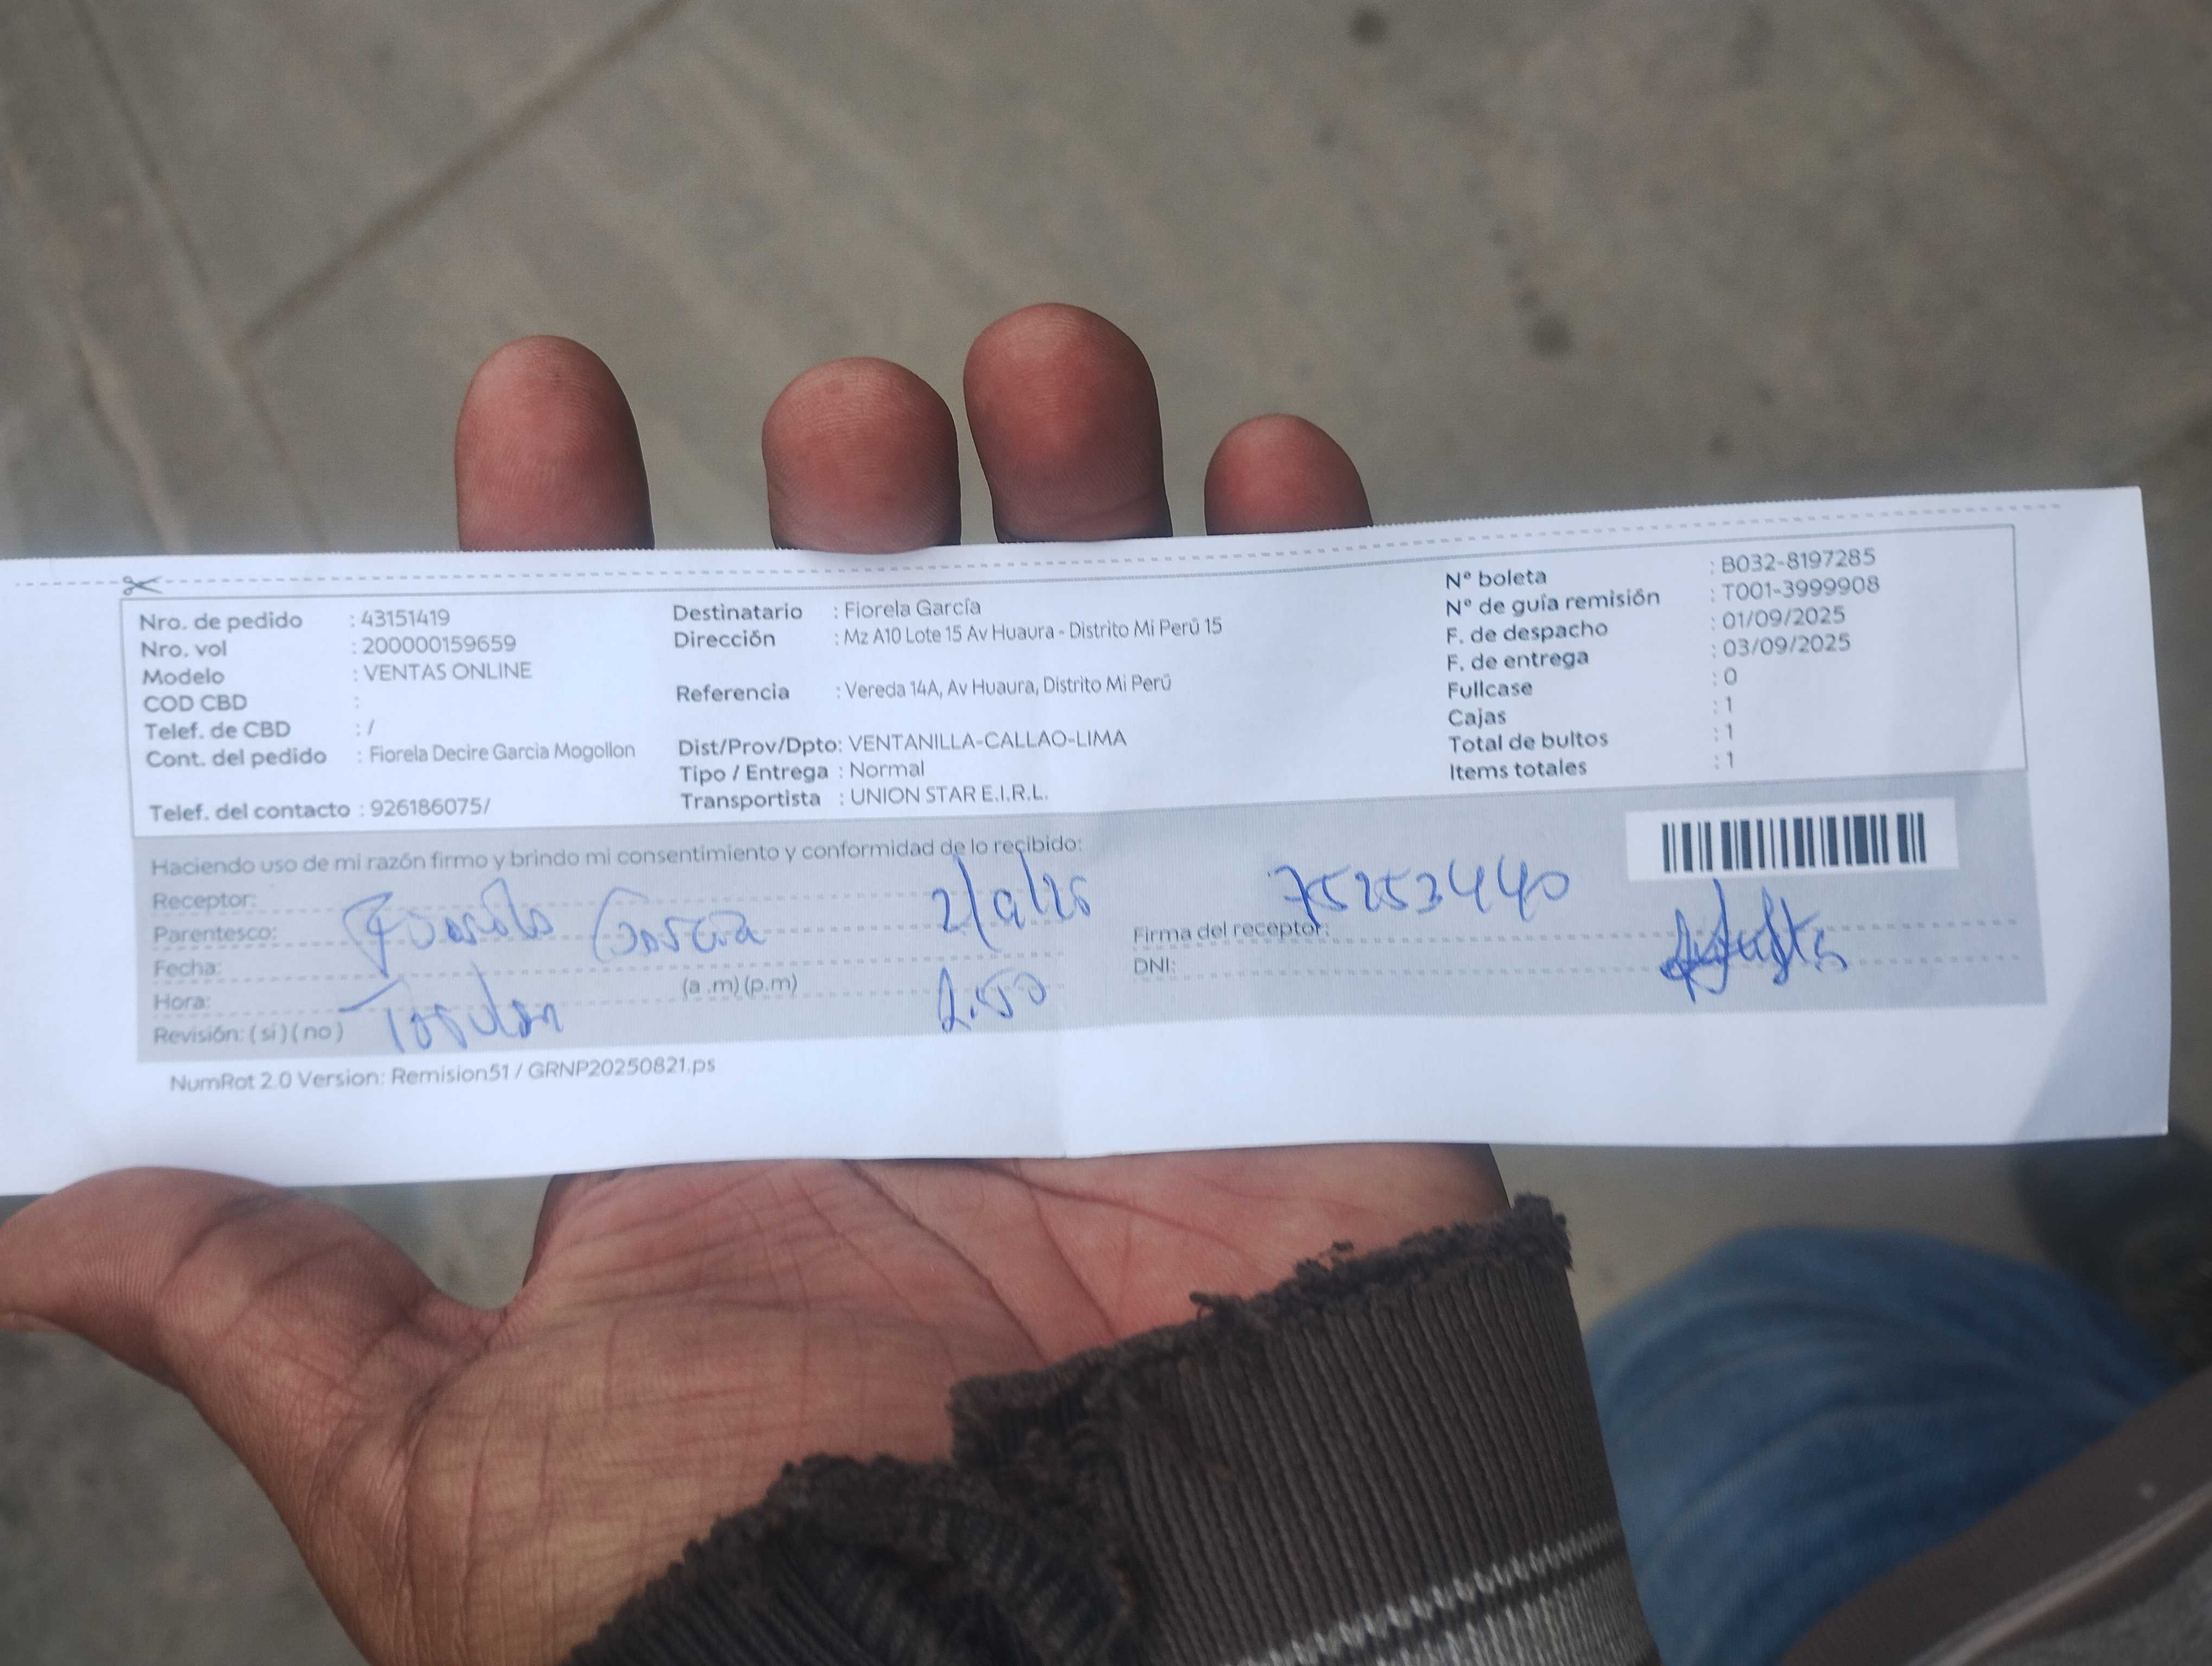 Nro. de pedido : 43151419
Nro. vol : 200000159659
Modelo : VENTAS ONLINE
COD CBD :
Telef. de CBD : /
Cont. del pedido : Fiorela Decire Garcia Mogollon
Telef. del contacto : 926186075/
Destinatario : Fiorela García
Dirección : Mz A10 Lote 15 Av Huaura - Distrito Mi Perú 15
Referencia : Vereda 14A, Av Huaura, Distrito Mi Perú
Dist/Prov/Dpto: VENTANILLA-CALLAO-LIMA
Tipo / Entrega : Normal
Transportista : UNION STAR E.I.R.L.
Nº boleta : B032-8197285
Nº de guía remisión : T001-3999908
F. de despacho : 01/09/2025
F. de entrega : 03/09/2025
Fullcase : 0
Cajas : 1
Total de bultos : 1
Items totales : 1
Haciendo uso de mi razón firmo y brindo mi consentimiento y conformidad de lo recibido:
Receptor:
Parentesco: Garcia 2/9/25
Fecha:
Hora: (a .m) (p.m) 2:50
Revisión: ( si ) ( no )
75253440
Firma del receptor:
DNI:
NumRot 2.0 Version: Remision51 / GRNP20250821.ps